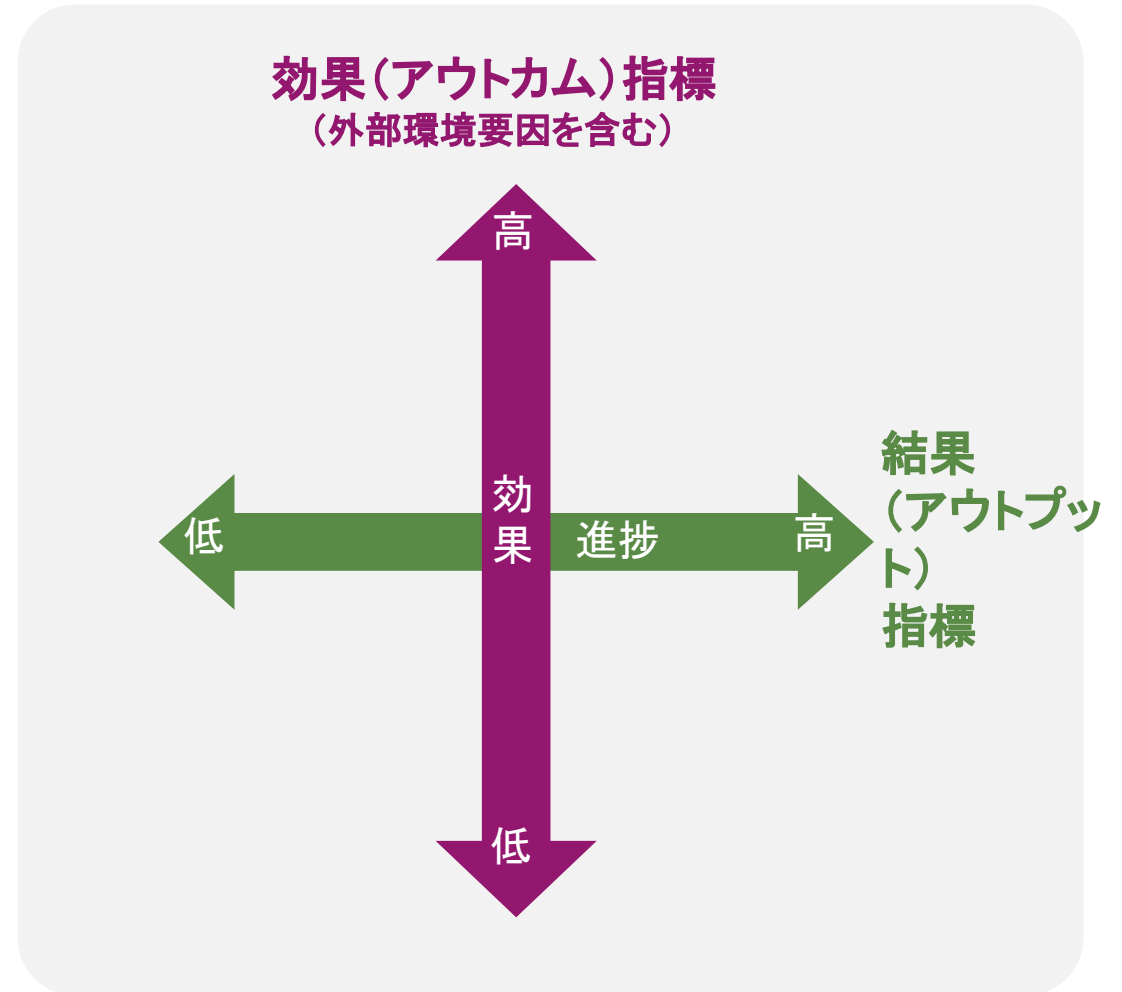 効果（アウトカム）指標
（外部環境要因を含む）
高
効
果
低
進捗
高
結果
（アウトプッ
ト）
指標
低